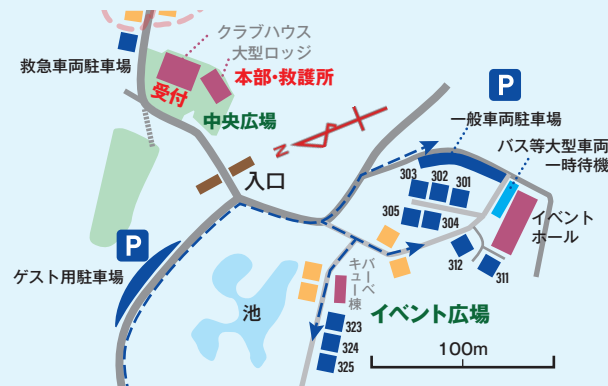 クラブハウス
大型ロッジ
救急車両駐車場
本部・救護所
受付
中央広場
P
一般車両駐車場
バス等大型車両
一時待機
N
入口
303
302
301
305
304
イベント
ホール
312
311
P
ゲスト用駐車場
池
バーベ
キュー棟
イベント広場
323
324
325
100m